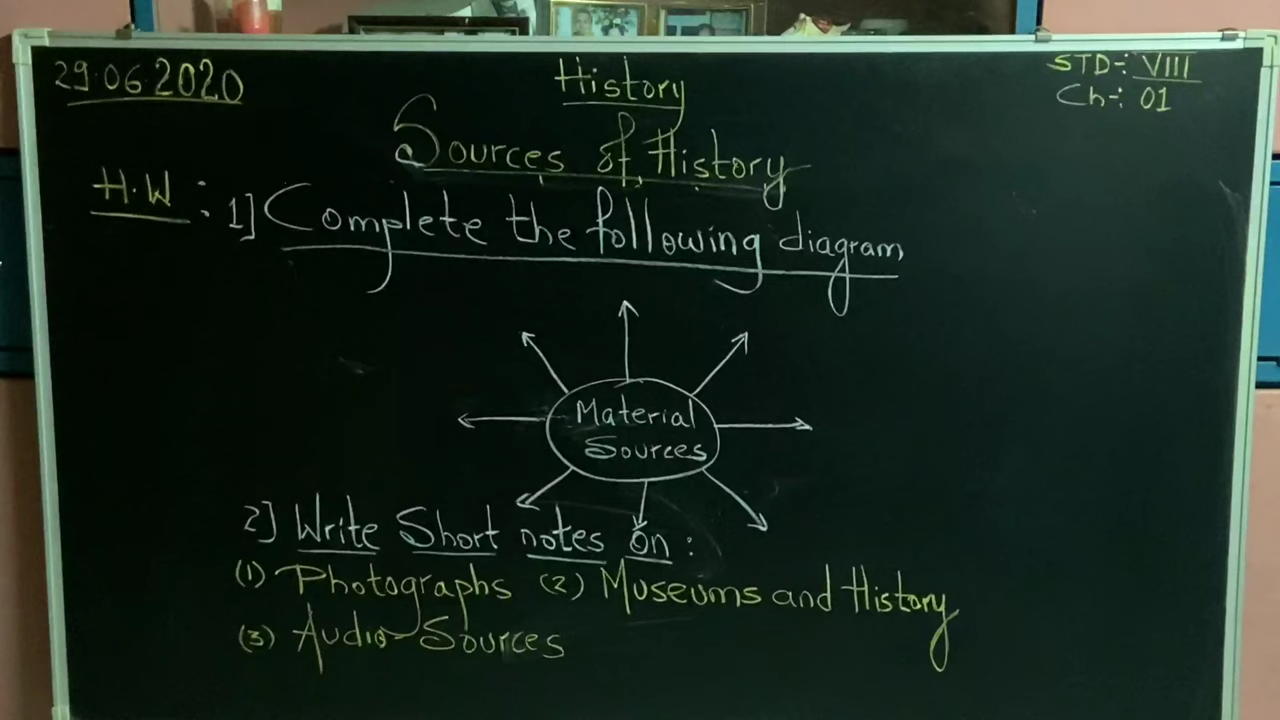 29.06.2020
History
STD-: VIII
Ch-: 01
Sources of History
H.W : 1] Complete the following diagram
Material
Sources
2] Write Short notes on :
(1) Photographs (2) Museums and History
(3) Audio Sources